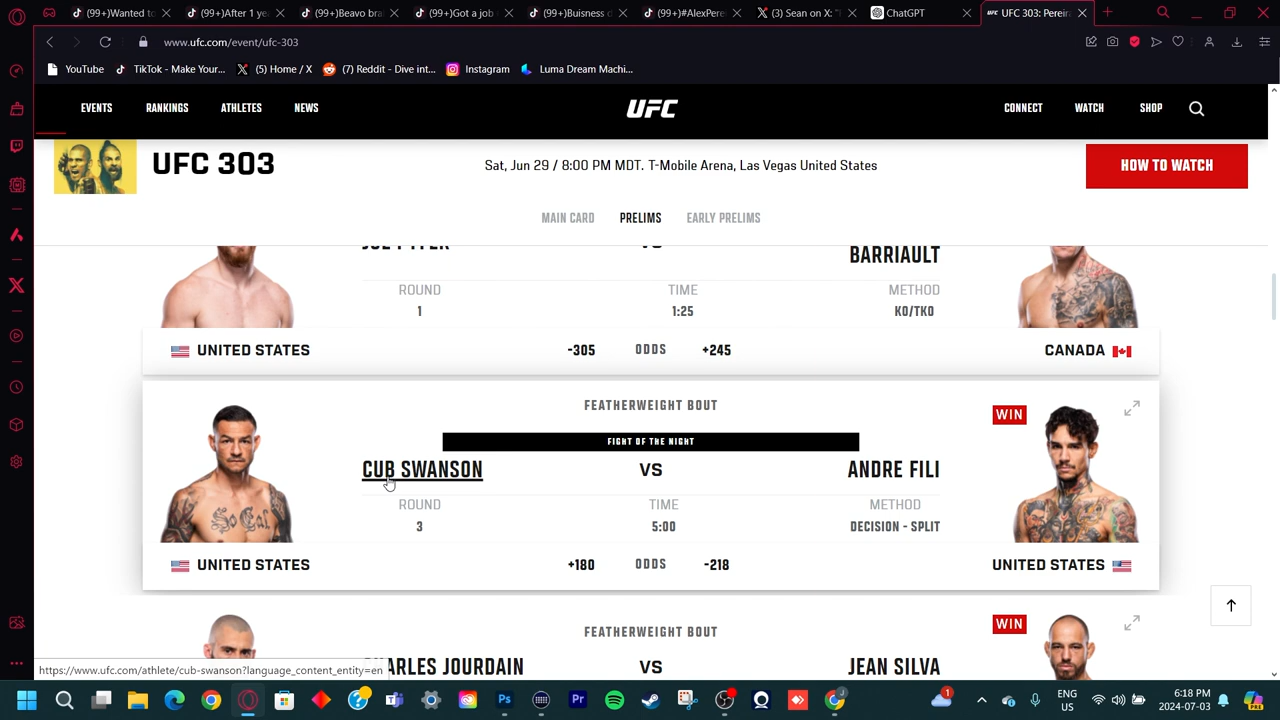 (99+) Wanted to
(99+) After 1 yea
(99+) Beavo bra
(99+) Got a job
(99+) Buisness d
(99+) #AlexPere
(3) Sean on X: "I
ChatGPT
UFC 303: Pereira
www.ufc.com/event/ufc-303
YouTube
TikTok - Make Your...
(5) Home / X
(7) Reddit - Dive int...
Instagram
Luma Dream Machi...
EVENTS
RANKINGS
ATHLETES
NEWS
UFC
CONNECT
WATCH
SHOP
UFC 303
Sat, Jun 29 / 8:00 PM MDT. T-Mobile Arena, Las Vegas United States
HOW TO WATCH
MAIN CARD
PRELIMS
EARLY PRELIMS
BARRIAULT
ROUND
TIME
METHOD
1
1:25
KO/TKO
UNITED STATES
-305
ODDS
+245
CANADA
FEATHERWEIGHT BOUT
WIN
FIGHT OF THE NIGHT
CUB SWANSON
VS
ANDRE FILI
ROUND
TIME
METHOD
3
5:00
DECISION - SPLIT
UNITED STATES
+180
ODDS
-218
UNITED STATES
FEATHERWEIGHT BOUT
WIN
HARLES JOURDAIN
VS
JEAN SILVA
https://www.ufc.com/athlete/cub-swanson?language_content_entity=en
1
ENG
US
6:18 PM
2024-07-03